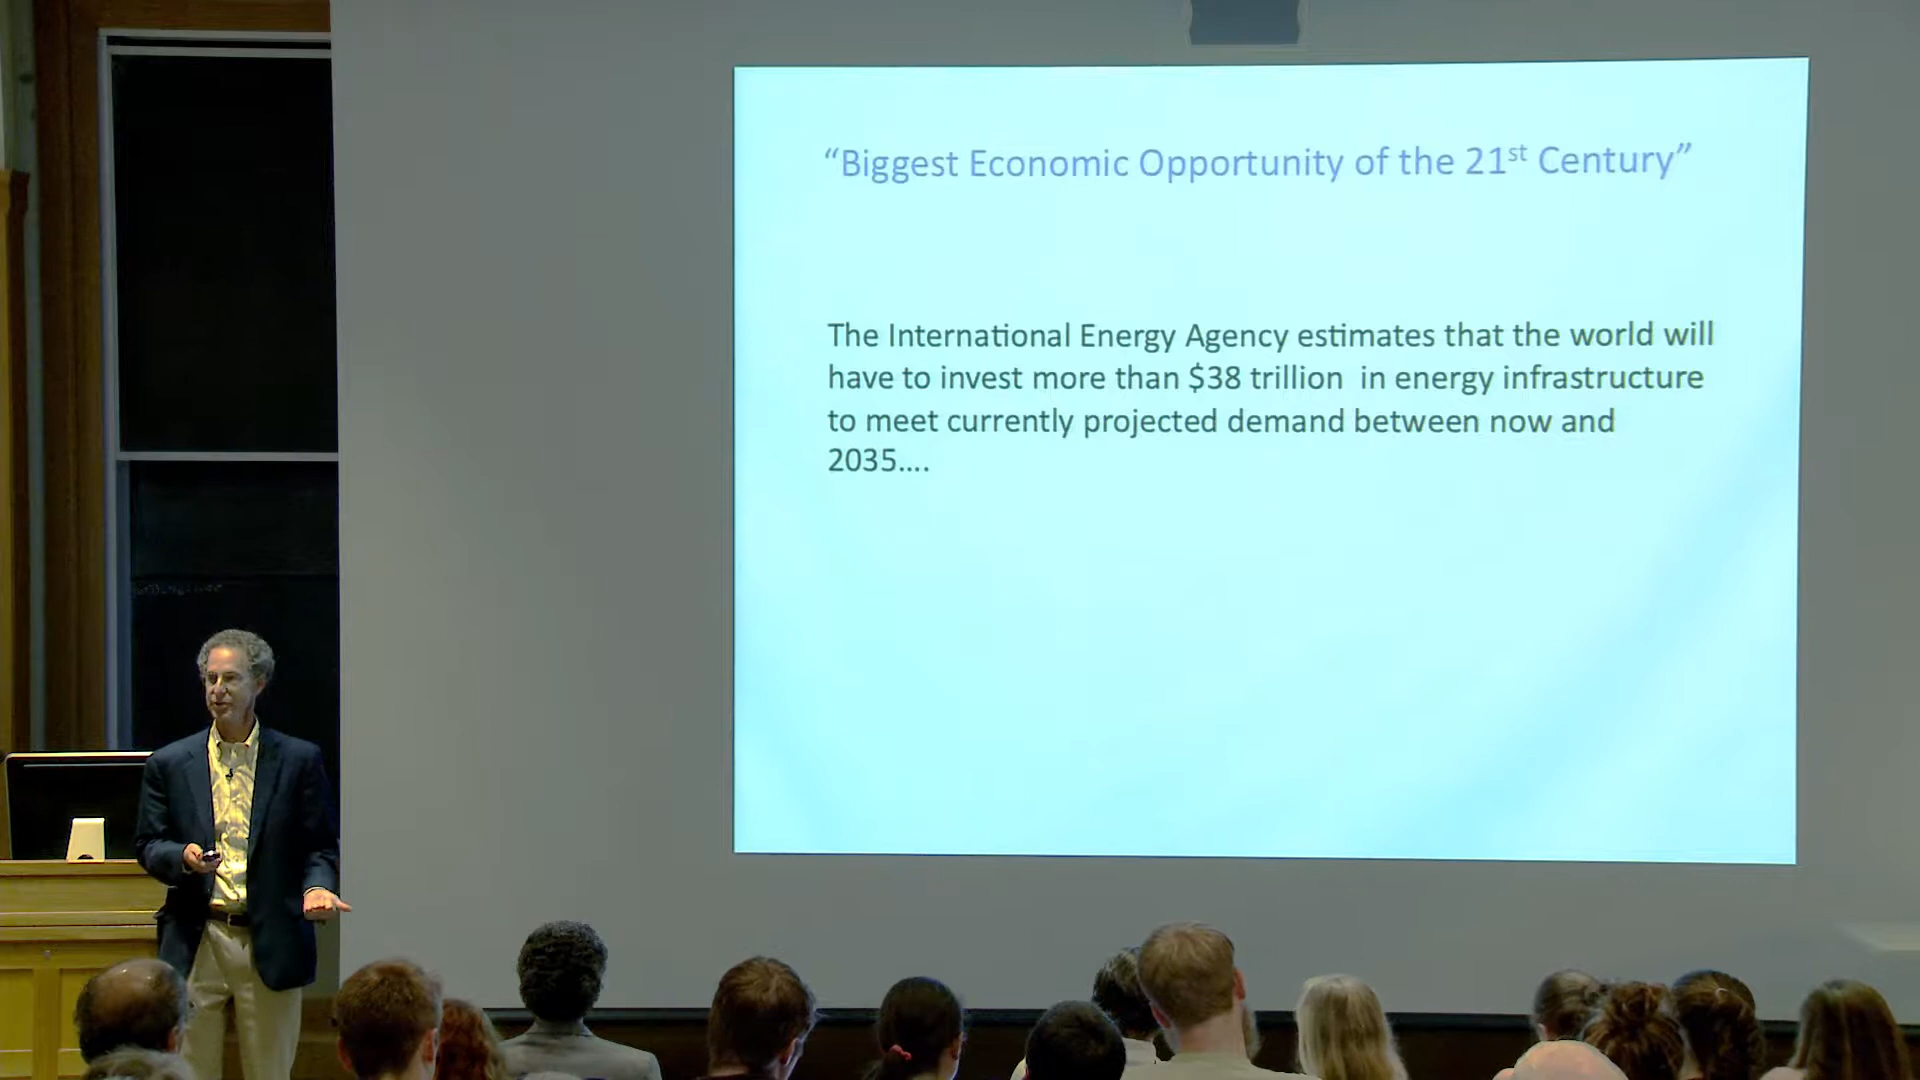 “Biggest Economic Opportunity of the 21st Century”
The International Energy Agency estimates that the world will
have to invest more than $38 trillion in energy infrastructure
to meet currently projected demand between now and
2035....